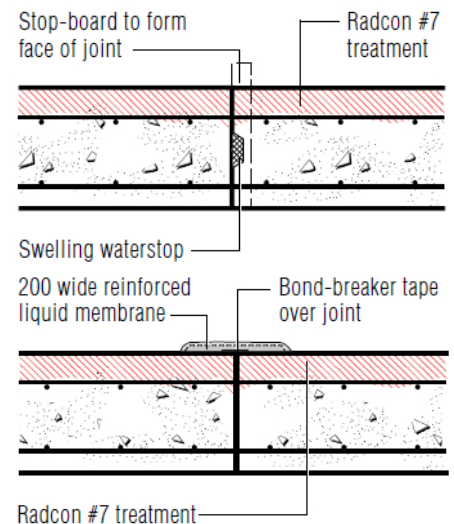 Stop-board to form
face of joint
Radcon #7
treatment
Swelling waterstop
200 wide reinforced
liquid membrane
Bond-breaker tape
over joint
Radcon #7 treatment